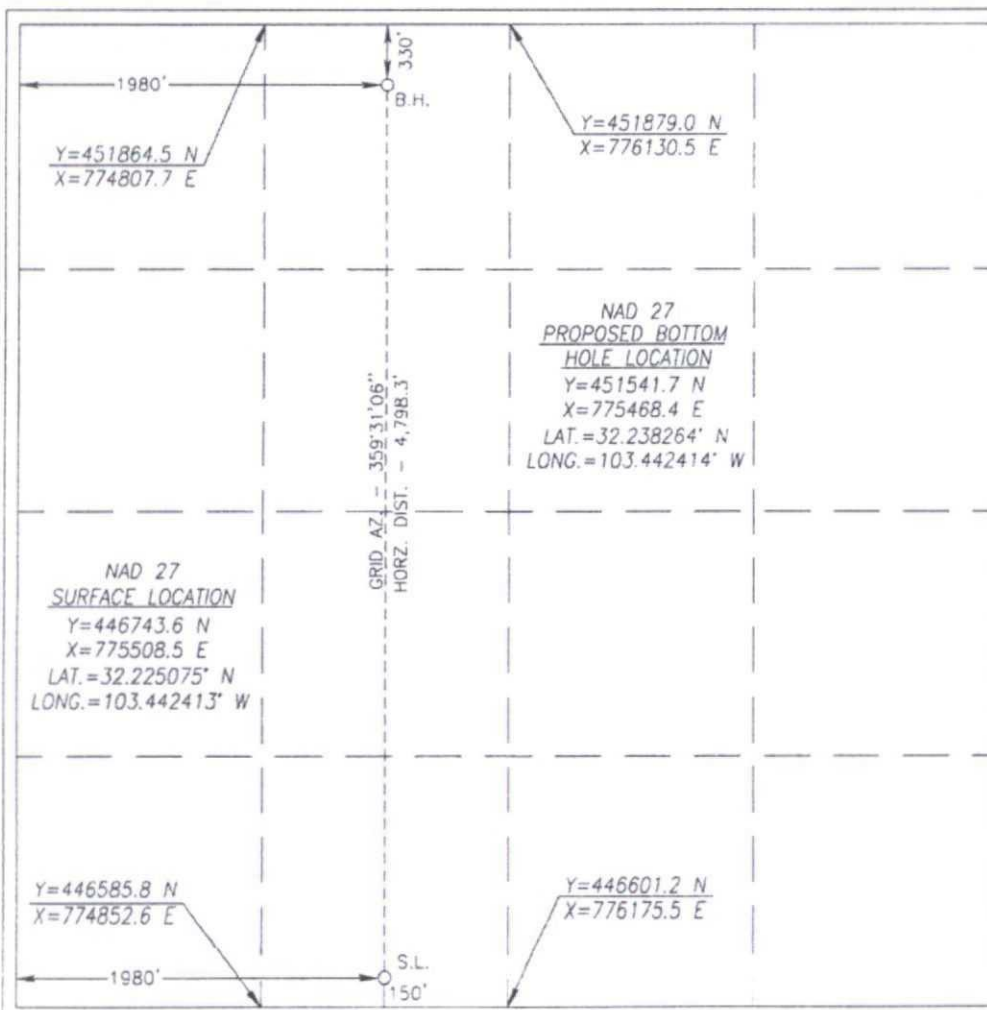 330'
1980'
B.H.
Y=451864.5 N
X=774807.7 E
Y=451879.0 N
X=776130.5 E
NAD 27
PROPOSED BOTTOM
HOLE LOCATION
Y=451541.7 N
X=775468.4 E
LAT.=32.238264° N
LONG.=103.442414° W
GRID AZ. - 359°31'06"
HORZ. DIST. - 4,798.3'
NAD 27
SURFACE LOCATION
Y=446743.6 N
X=775508.5 E
LAT.=32.225075° N
LONG.=103.442413° W
Y=446585.8 N
X=774852.6 E
Y=446601.2 N
X=776175.5 E
1980'
S.L.
150'